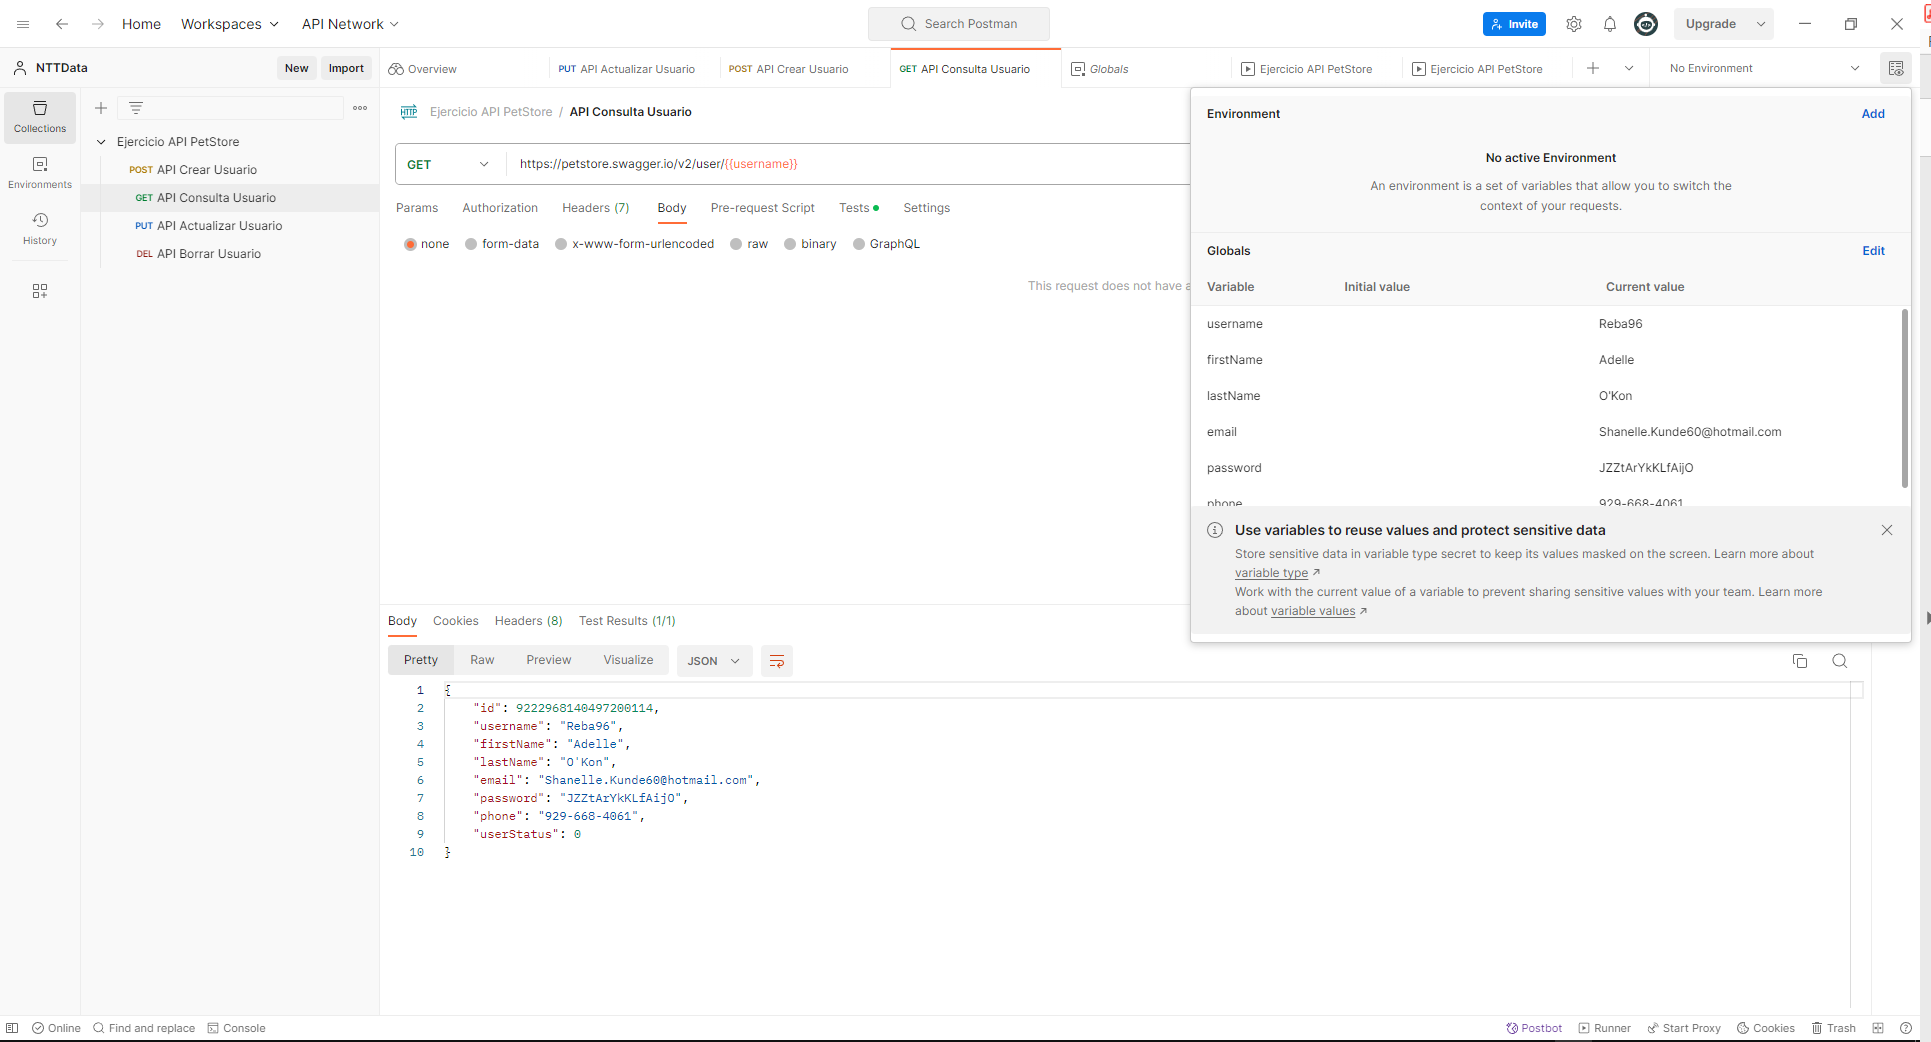 Home Workspaces API Network Search Postman Invite Upgrade
NTTData New Import Overview PUT API Actualizar Usuario POST API Crear Usuario GET API Consulta Usuario Globals Ejercicio API PetStore Ejercicio API PetStore No Environment
Collections
Environments
History
Ejercicio API PetStore
POST API Crear Usuario
GET API Consulta Usuario
PUT API Actualizar Usuario
DEL API Borrar Usuario
HTTP Ejercicio API PetStore / API Consulta Usuario
GET https://petstore.swagger.io/v2/user/{{username}}
Params Authorization Headers (7) Body Pre-request Script Tests Settings
none form-data x-www-form-urlencoded raw binary GraphQL
This request does not have a
Environment Add
No active Environment
An environment is a set of variables that allow you to switch the
context of your requests.
Globals Edit
Variable Initial value Current value
username Reba96
firstName Adelle
lastName O'Kon
email Shanelle.Kunde60@hotmail.com
password JZZtArYkKLfAijO
phone 929-668-4061
Use variables to reuse values and protect sensitive data
Store sensitive data in variable type secret to keep its values masked on the screen. Learn more about
variable type ↗
Work with the current value of a variable to prevent sharing sensitive values with your team. Learn more
about variable values ↗
Body Cookies Headers (8) Test Results (1/1)
Pretty Raw Preview Visualize JSON
1 {
2 "id": 9222968140497200114,
3 "username": "Reba96",
4 "firstName": "Adelle",
5 "lastName": "O'Kon",
6 "email": "Shanelle.Kunde60@hotmail.com",
7 "password": "JZZtArYkKLfAijO",
8 "phone": "929-668-4061",
9 "userStatus": 0
10 }
Online Find and replace Console Postbot Runner Start Proxy Cookies Trash